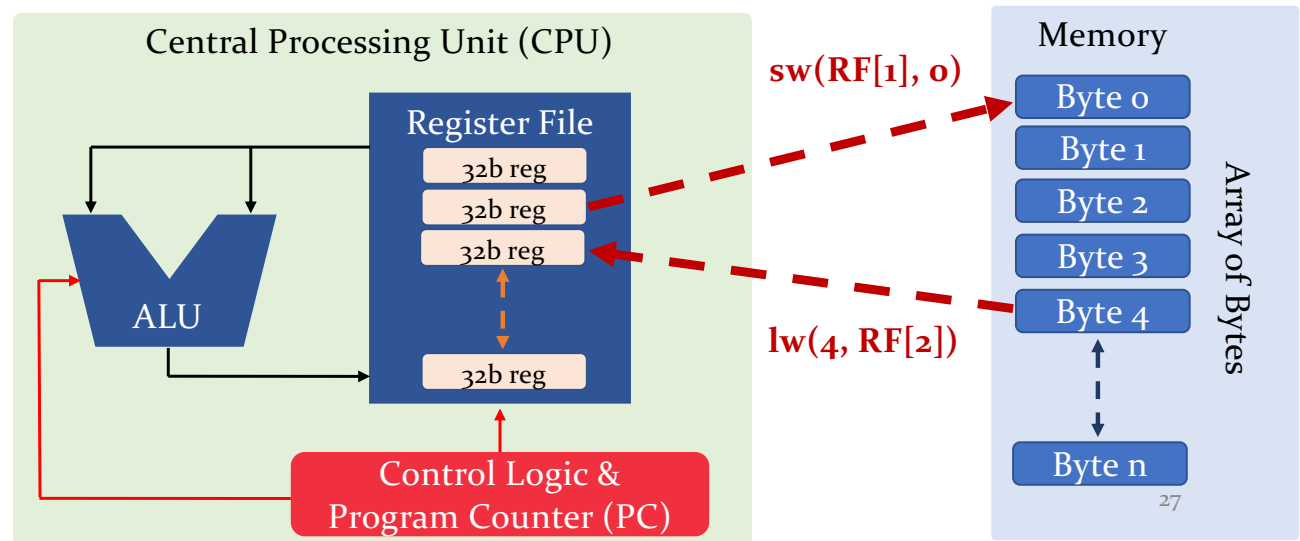 Central Processing Unit (CPU)
Register File
32b reg
32b reg
32b reg
32b reg
ALU
Control Logic &
Program Counter (PC)
sw(RF[1], 0)
lw(4, RF[2])
Memory
Byte 0
Byte 1
Byte 2
Byte 3
Byte 4
Byte n
Array of Bytes
27